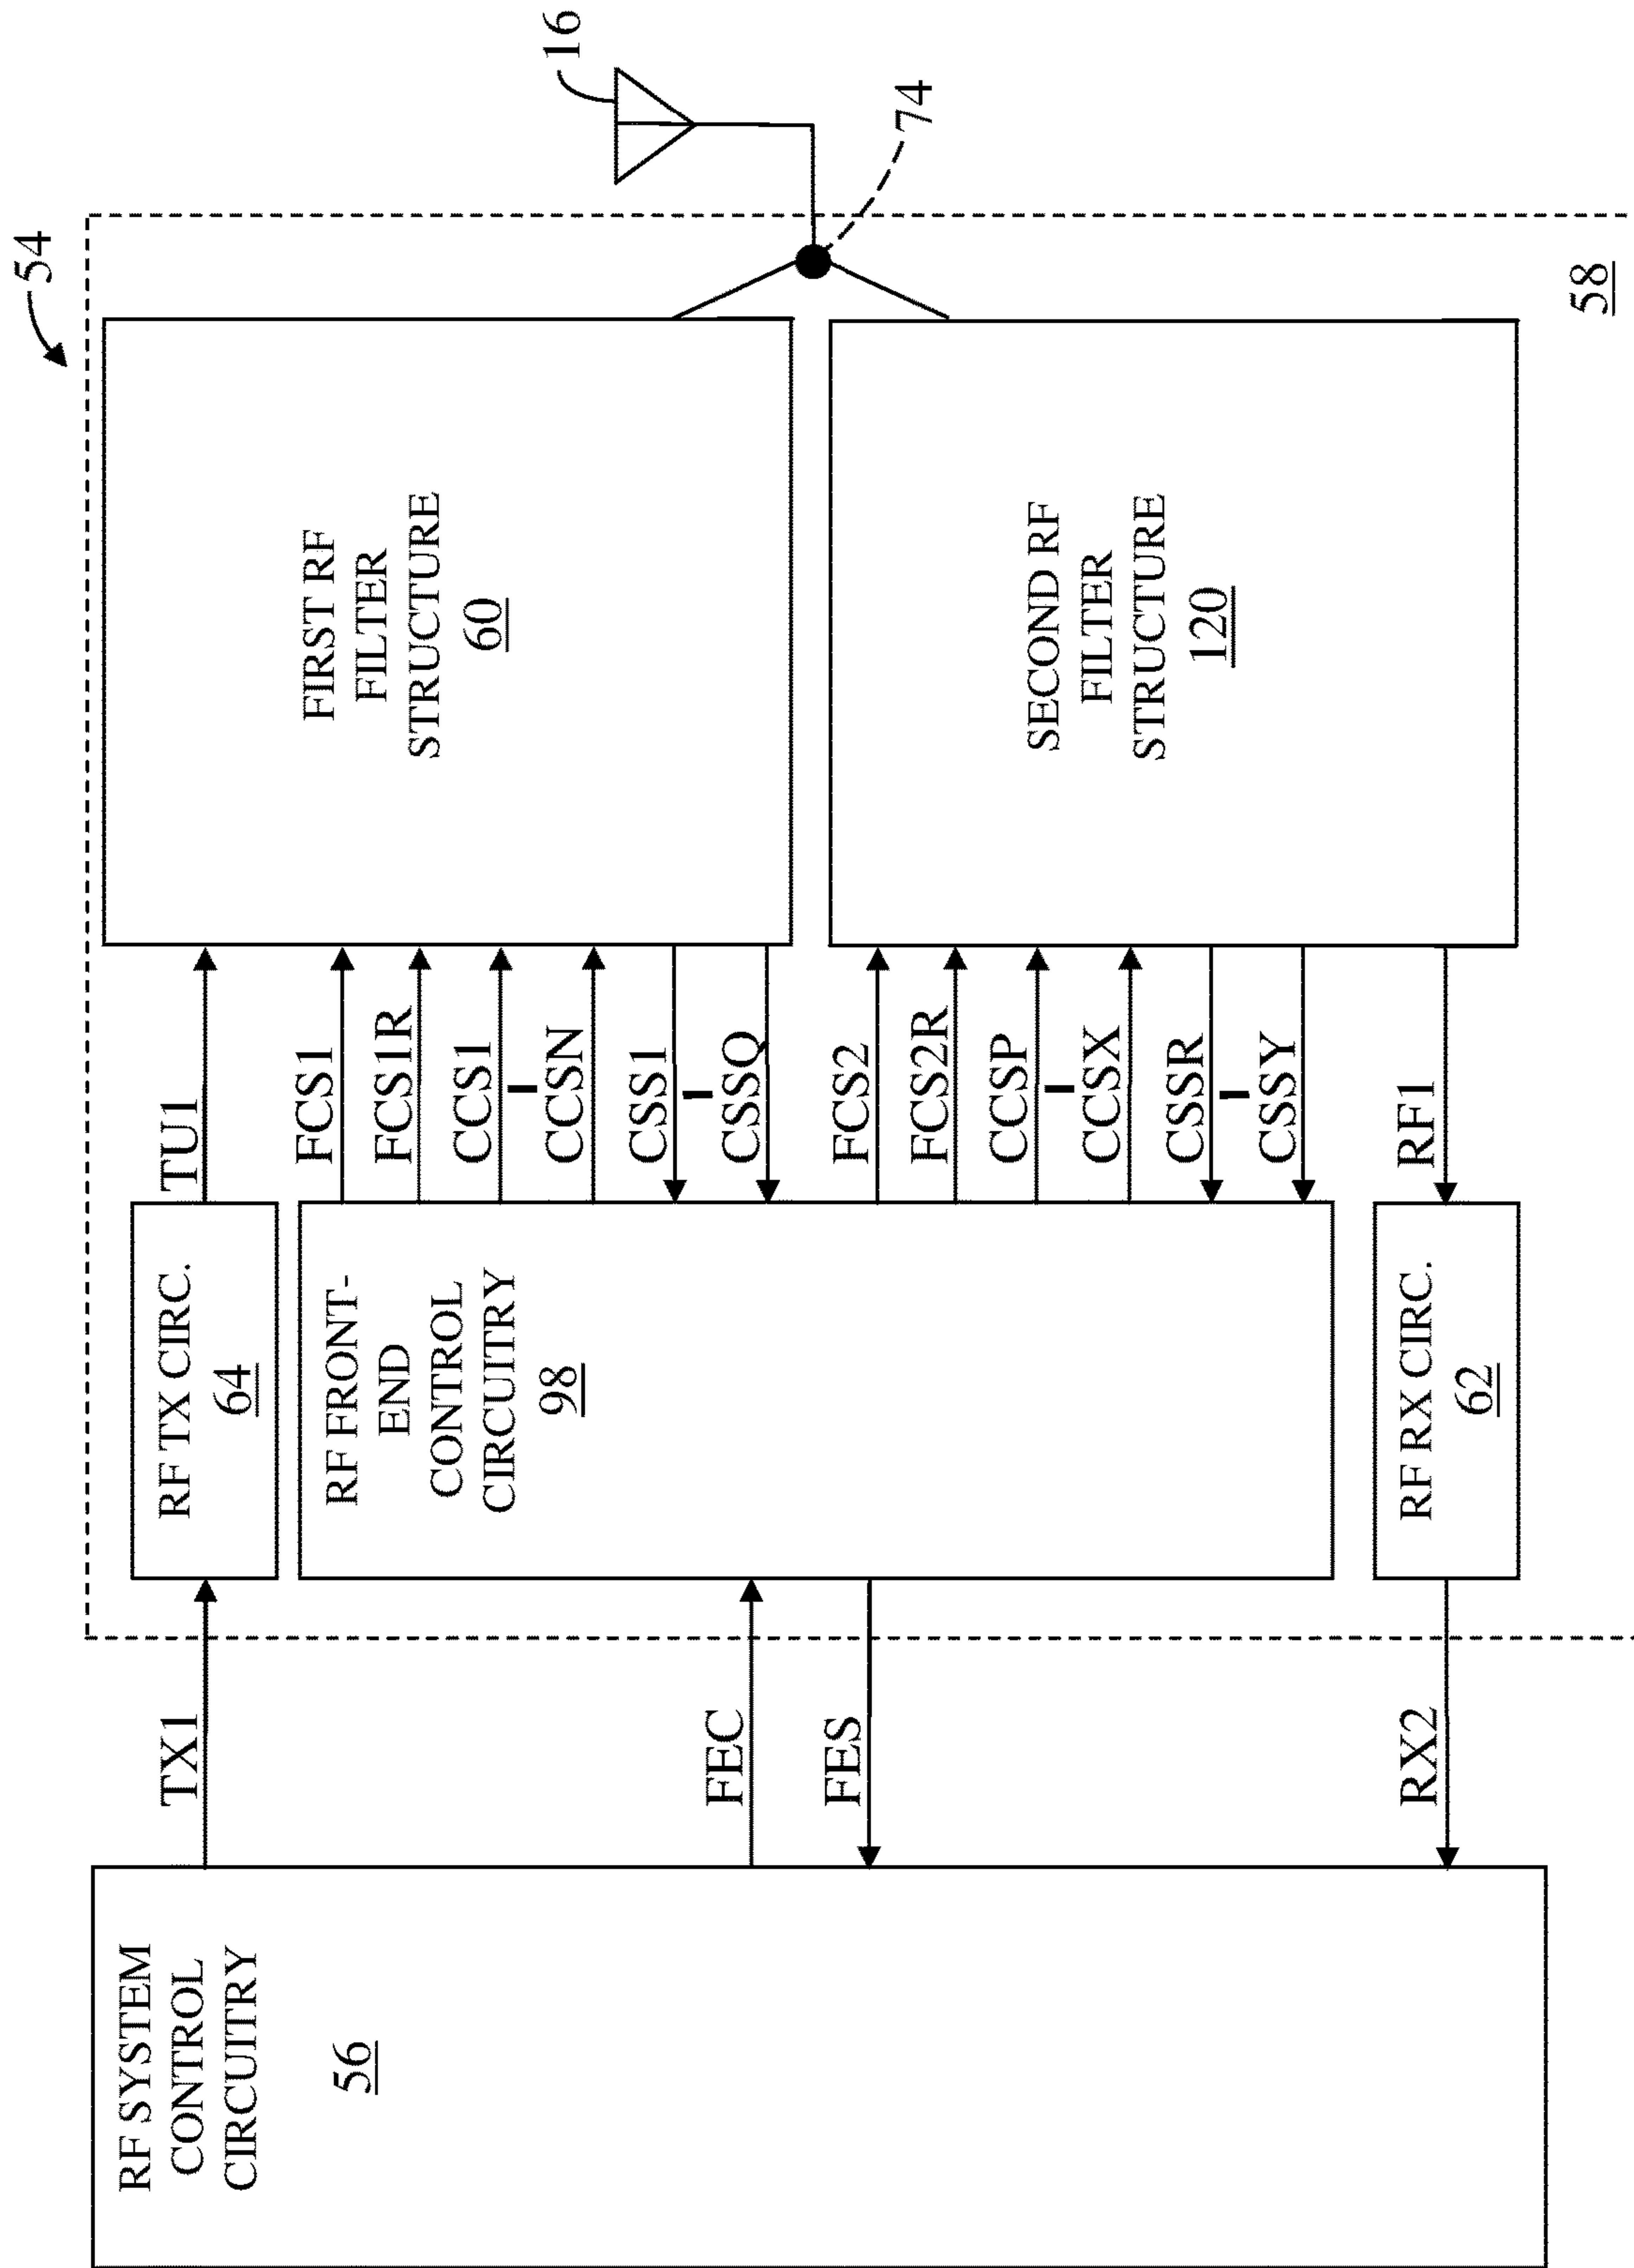 54
16
74
58
FIRST RF
FILTER
STRUCTURE
60
SECOND RF
FILTER
STRUCTURE
120
TU1
FCS1
FCS1R
CCS1
-
CCSN
CSS1
-
CSSQ
FCS2
FCS2R
CCSP
-
CCSX
CSSR
-
CSSY
RF1
RF TX CIRC.
64
RF FRONT-
END
CONTROL
CIRCUITRY
98
RF RX CIRC.
62
TX1
FEC
FES
RX2
RF SYSTEM
CONTROL
CIRCUITRY
56